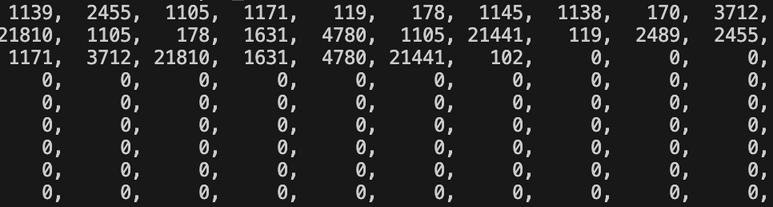 1139, 2455, 1105, 1171, 119, 178, 1145, 1138, 170, 3712,
21810, 1105, 178, 1631, 4780, 1105, 21441, 119, 2489, 2455,
1171, 3712, 21810, 1631, 4780, 21441, 102, 0, 0, 0,
0, 0, 0, 0, 0, 0, 0, 0, 0, 0,
0, 0, 0, 0, 0, 0, 0, 0, 0, 0,
0, 0, 0, 0, 0, 0, 0, 0, 0, 0,
0, 0, 0, 0, 0, 0, 0, 0, 0, 0,
0, 0, 0, 0, 0, 0, 0, 0, 0, 0,
0, 0, 0, 0, 0, 0, 0, 0, 0, 0,